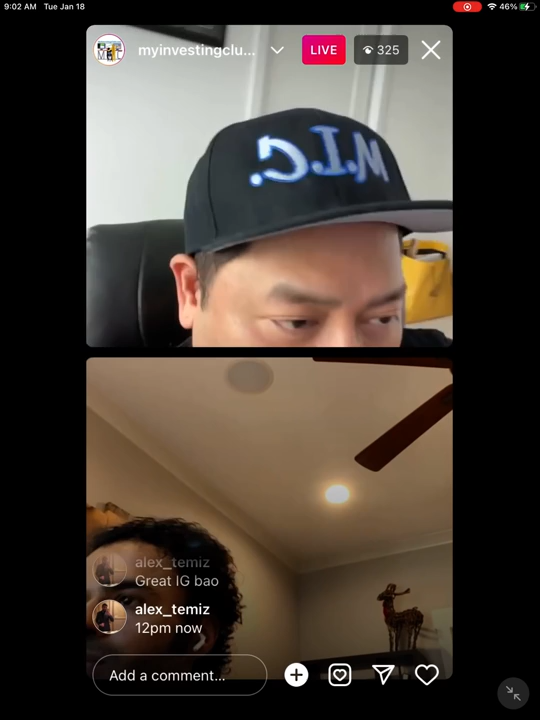 9:02 AM Tue Jan 18
46%
myinvestingclu...
LIVE
325
M.I.C.
alex_temiz
Great IG bao
alex_temiz
12pm now
Add a comment...